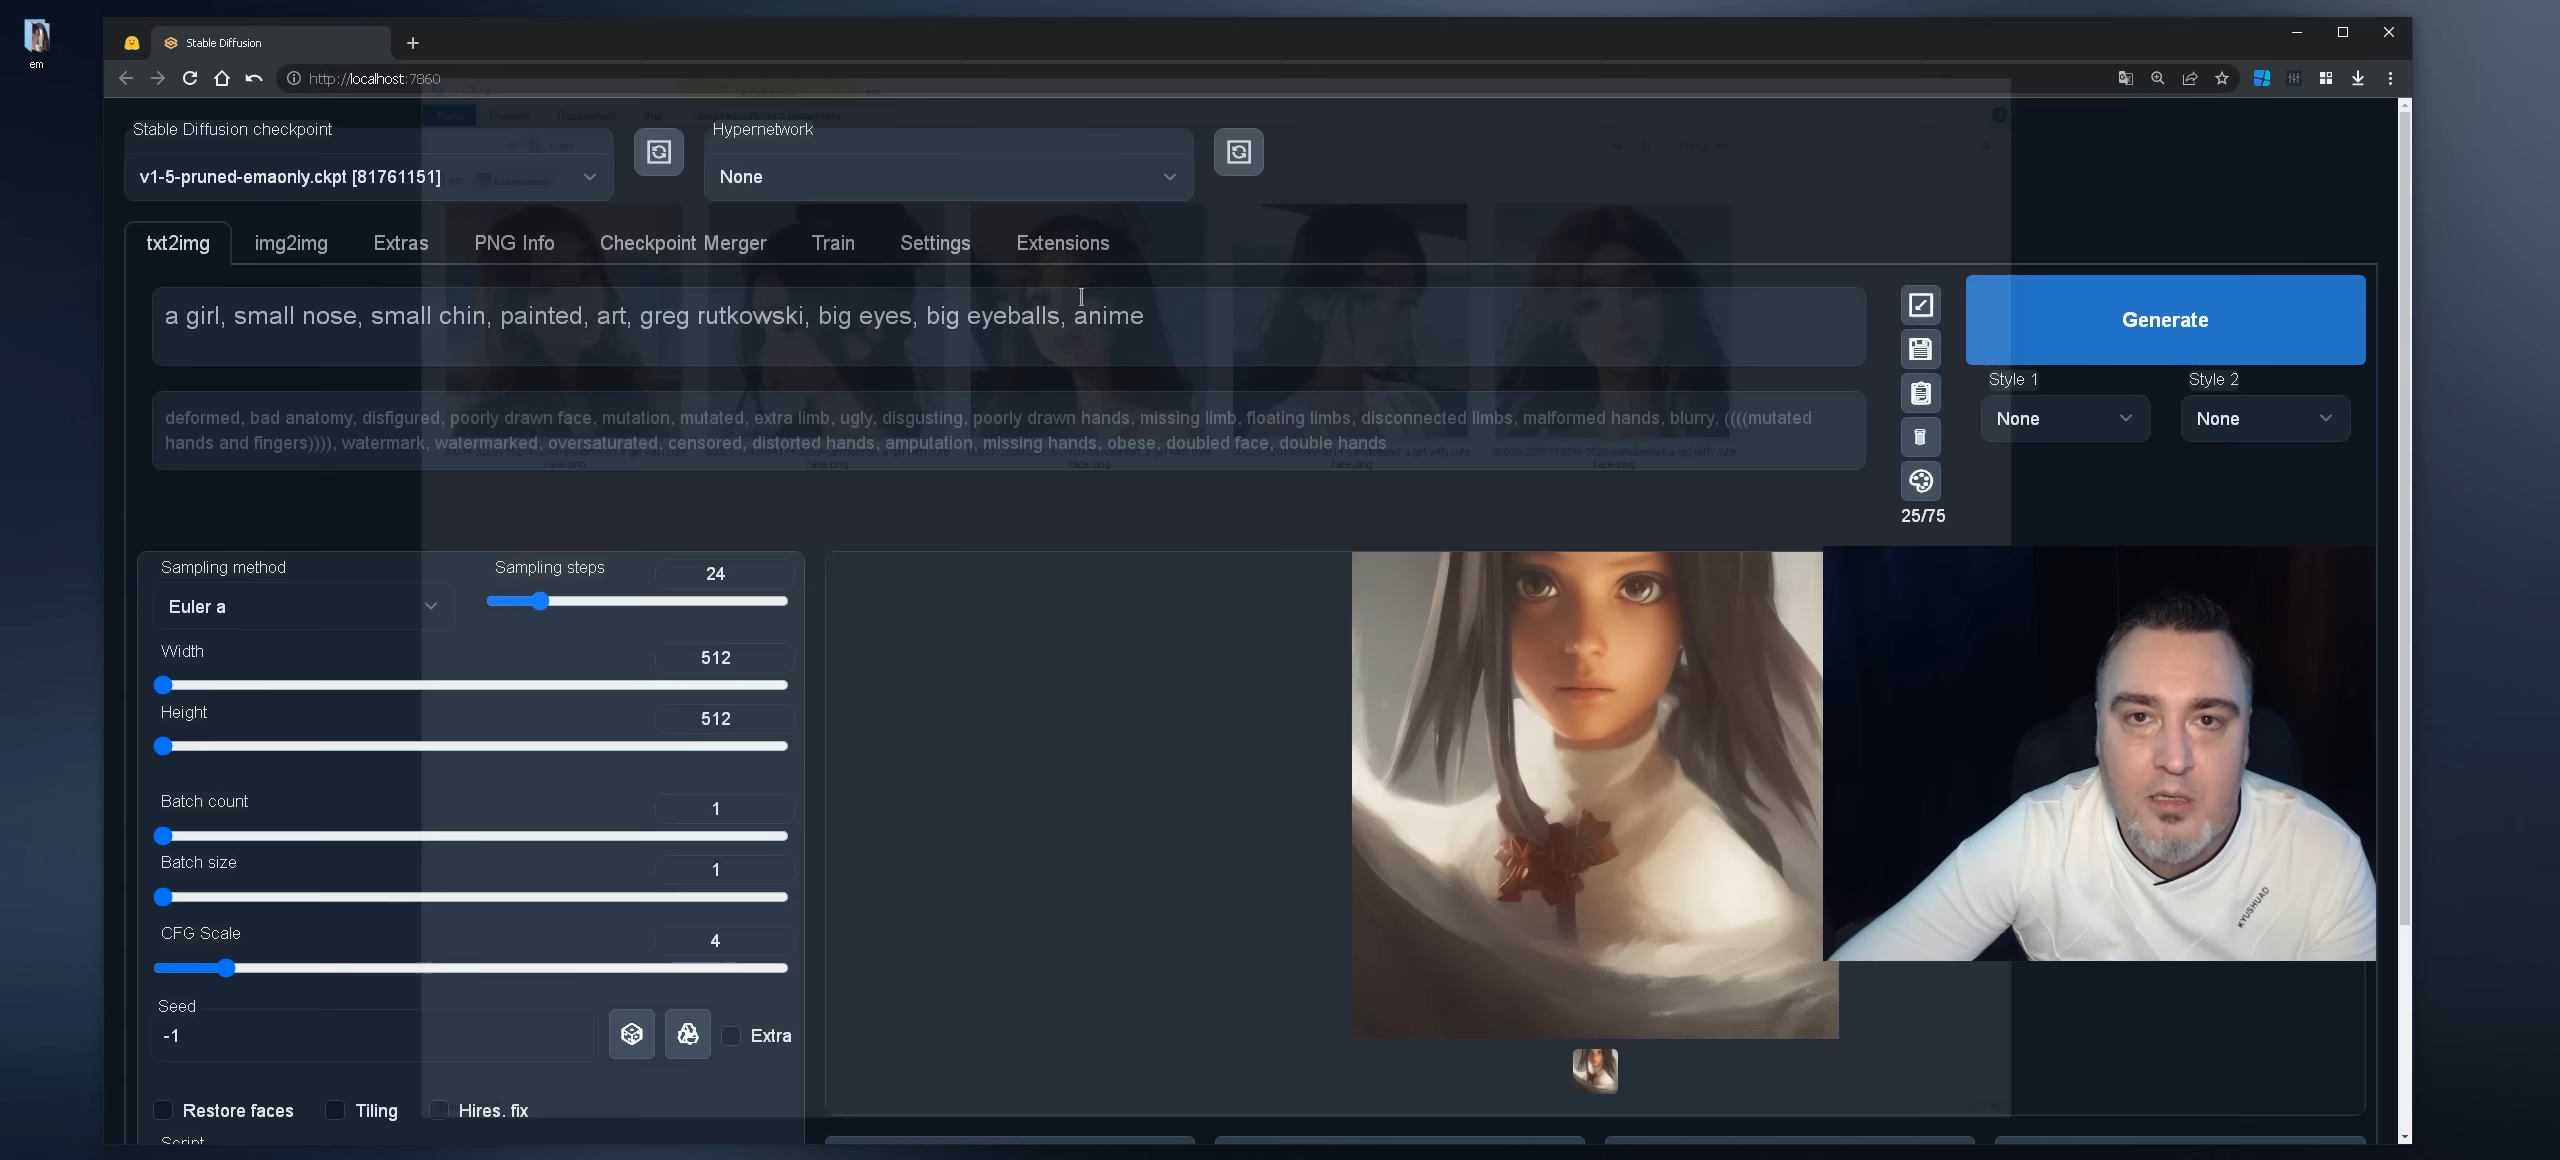 em
Stable Diffusion
http://localhost:7860
Stable Diffusion checkpoint
v1-5-pruned-emaonly.ckpt [81761151]
Hypernetwork
None
txt2img
img2img
Extras
PNG Info
Checkpoint Merger
Train
Settings
Extensions
a girl, small nose, small chin, painted, art, greg rutkowski, big eyes, big eyeballs, anime
Generate
deformed, bad anatomy, disfigured, poorly drawn face, mutation, mutated, extra limb, ugly, disgusting, poorly drawn hands, missing limb, floating limbs, disconnected limbs, malformed hands, blurry, ((((mutated
hands and fingers)))), watermark, watermarked, oversaturated, censored, distorted hands, amputation, missing hands, obese, doubled face, double hands
Style 1
None
Style 2
None
25/75
Sampling method
Euler a
Sampling steps
24
Width
512
Height
512
Batch count
1
Batch size
1
CFG Scale
4
Seed
-1
Extra
Restore faces
Tiling
Hires. fix
Script
KYUSHUAD